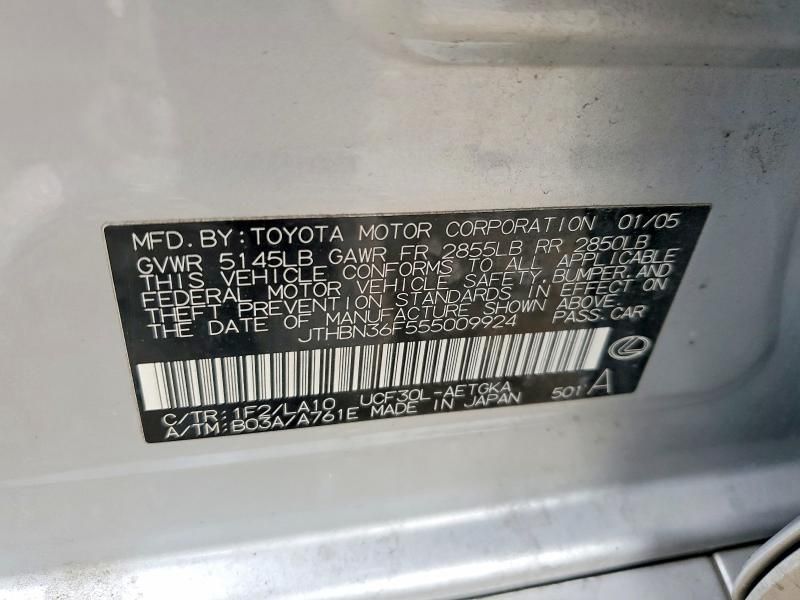 MFD. BY: TOYOTA MOTOR CORPORATION 01/05
GVWR 5145LB GAWR FR 2855LB RR 2850LB
THIS VEHICLE CONFORMS TO ALL APPLICABLE
FEDERAL MOTOR VEHICLE SAFETY, BUMPER, AND
THEFT PREVENTION STANDARDS IN EFFECT ON
THE DATE OF MANUFACTURE SHOWN ABOVE.
JTHBN36F555009924 PASS. CAR
C/TR: 1F2/LA10 UCF30L-AETGKA 501 A
A/TM: B03A/A761E MADE IN JAPAN